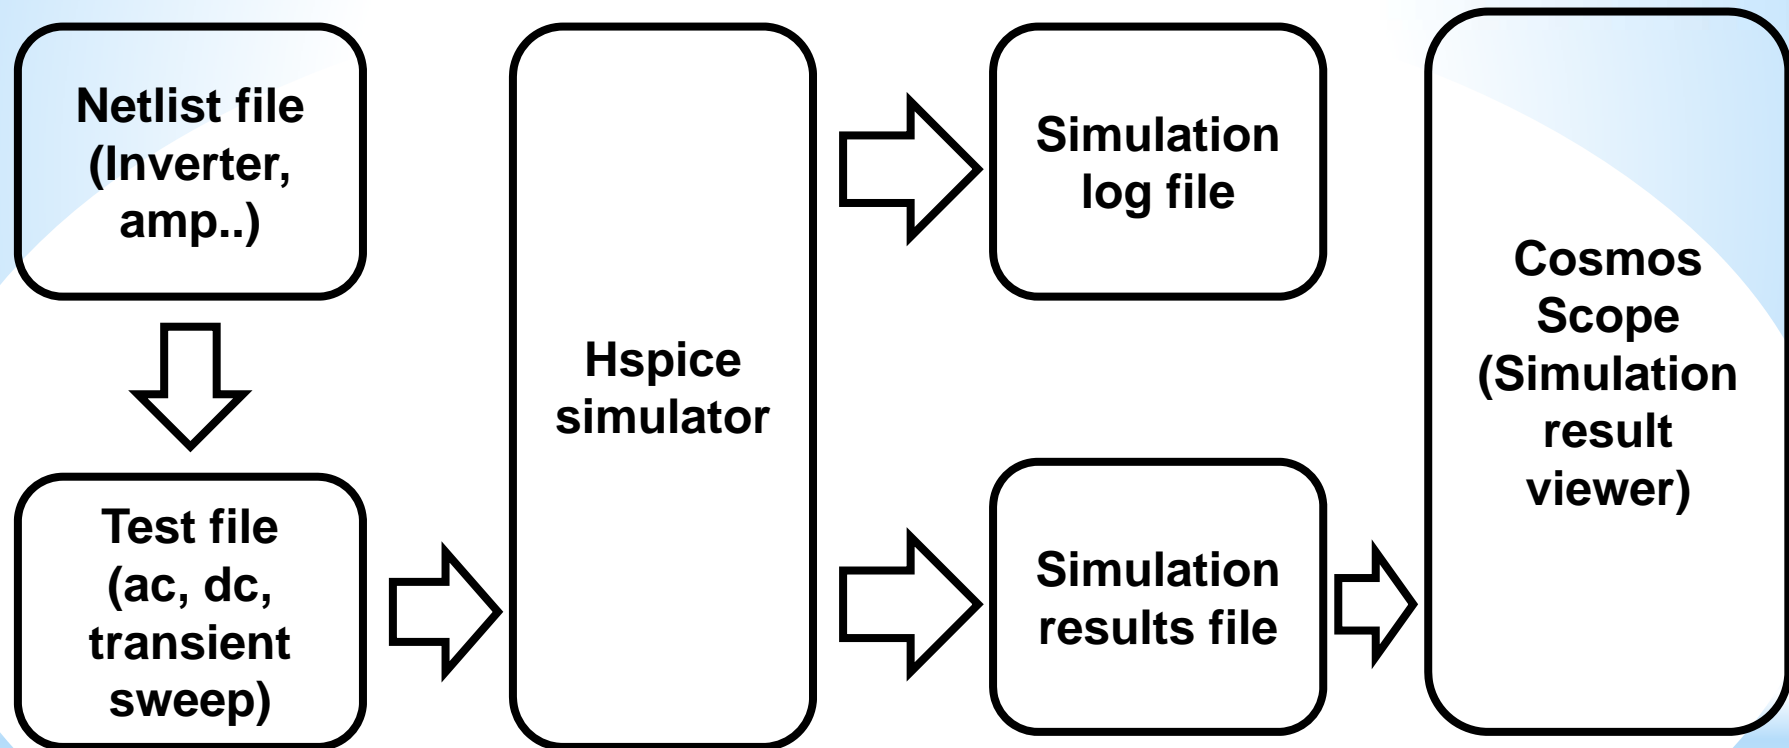 Netlist file
(Inverter,
amp..)
Test file
(ac, dc,
transient
sweep)
Hspice
simulator
Simulation
log file
Simulation
results file
Cosmos
Scope
(Simulation
result
viewer)